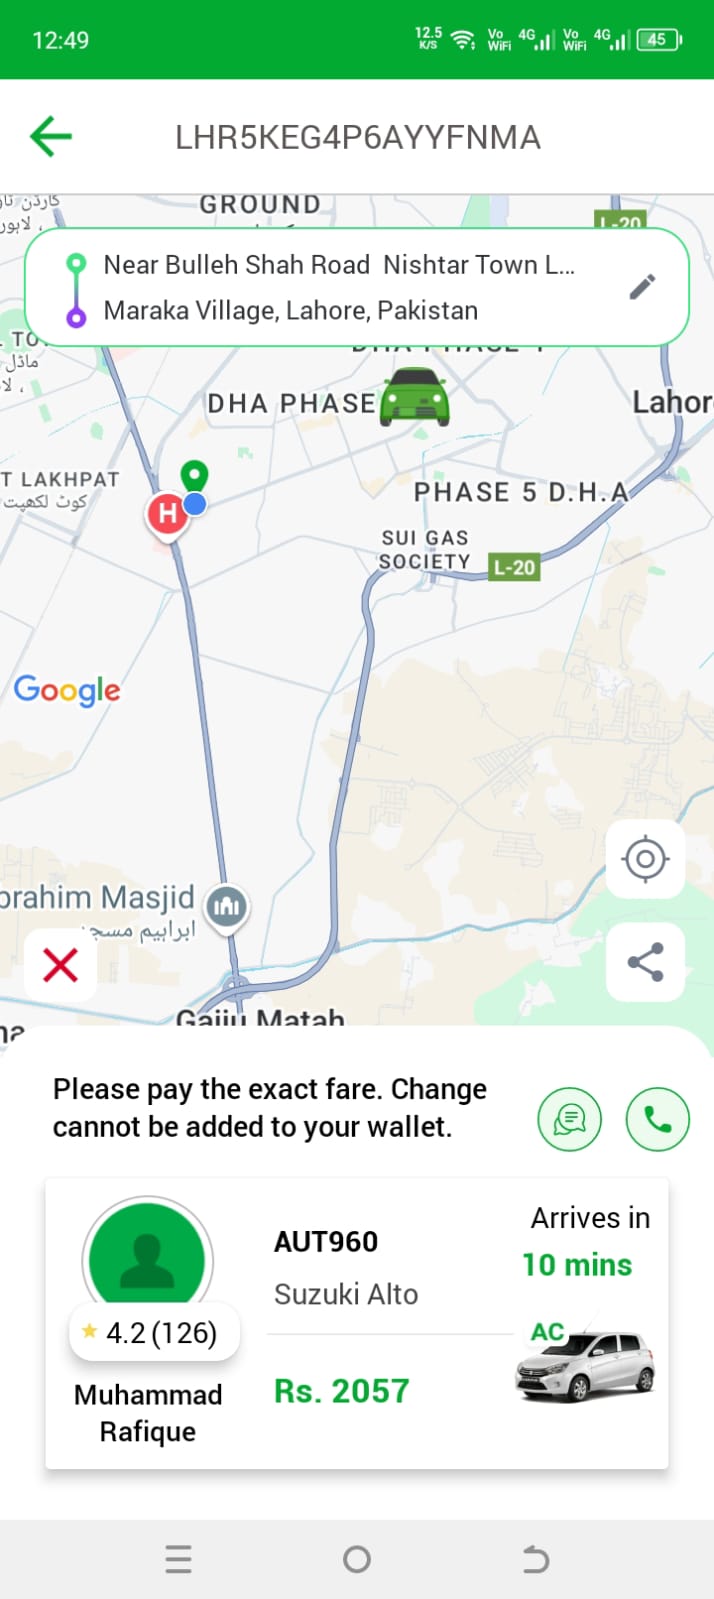 12:49
12.5
K/S
Vo
WiFi
4G
Vo
WiFi
4G
45
LHR5KEG4P6AYYFNMA
GROUND
L-20
Near Bulleh Shah Road  Nishtar Town L...
Maraka Village, Lahore, Pakistan
ماڈل
DHA PHASE
Lahor
T LAKHPAT
کوٹ لکھپت
H
PHASE 5 D.H.A
SUI GAS
SOCIETY
L-20
Google
brahim Masjid
ابراہیم مسجد
Gajju Matah
Please pay the exact fare. Change
cannot be added to your wallet.
AUT960
Suzuki Alto
Arrives in
10 mins
AC
4.2 (126)
Muhammad
Rafique
Rs. 2057